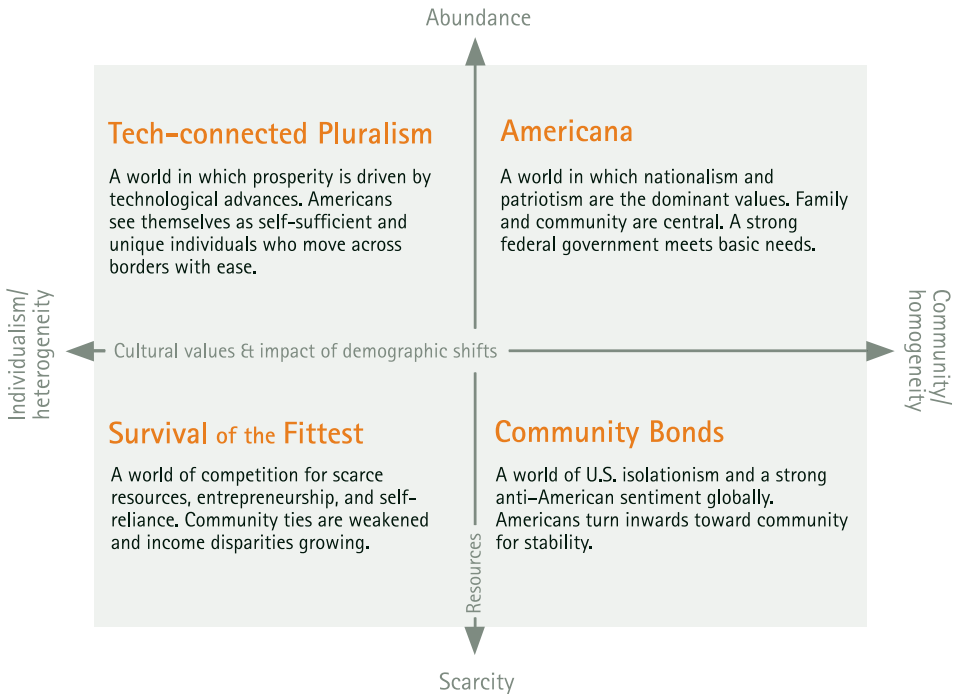 Abundance
Tech-connected Pluralism
A world in which prosperity is driven by
technological advances. Americans
see themselves as self-sufficient and
unique individuals who move across
borders with ease.
Americana
A world in which nationalism and
patriotism are the dominant values. Family
and community are central. A strong
federal government meets basic needs.
Individualism/
heterogeneity
Cultural values & impact of demographic shifts
Community/
homogeneity
Survival of the Fittest
A world of competition for scarce
resources, entrepreneurship, and self-
reliance. Community ties are weakened
and income disparities growing.
Community Bonds
A world of U.S. isolationism and a strong
anti–American sentiment globally.
Americans turn inwards toward community
for stability.
Resources
Scarcity